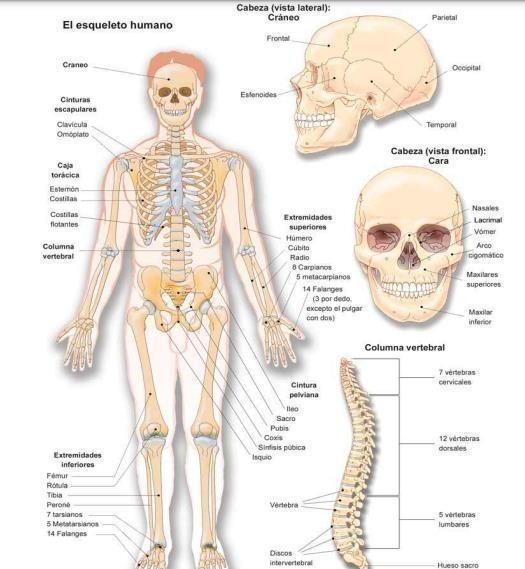 El esqueleto humano
Craneo
Cinturas
escapulares
Clavícula
Omóplato
Caja
torácica
Esternón
Costillas
Costillas
flotantes
Columna
vertebral
Extremidades
superiores
Húmero
Cúbito
Radio
8 Carpianos
5 metacarpianos
14 Falanges
(3 por dedo,
excepto el pulgar
con dos)
Cintura
pelviana
Ileo
Sacro
Pubis
Coxis
Sínfisis púbica
Isquio
Extremidades
inferiores
Fémur
Rótula
Tibia
Peroné
7 tarsianos
5 Metatarsianos
14 Falanges
Cabeza (vista lateral):
Cráneo
Parietal
Frontal
Occipital
Esfenoides
Temporal
Cabeza (vista frontal):
Cara
Nasales
Lacrimal
Vómer
Arco
cigomático
Maxilares
superiores
Maxilar
inferior
Columna vertebral
7 vértebras
cervicales
12 vértebras
dorsales
Vértebra
5 vértebras
lumbares
Discos
intervertebral
Hueso sacro